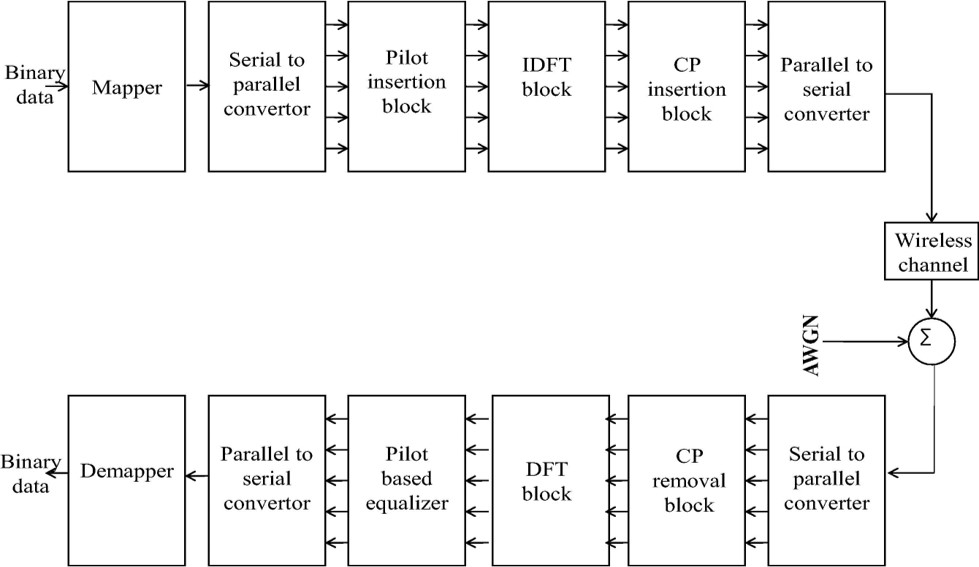 Binary
data
Mapper
Serial to
parallel
convertor
Pilot
insertion
block
IDFT
block
CP
insertion
block
Parallel to
serial
converter
Wireless
channel
AWGN
Σ
Serial to
parallel
converter
CP
removal
block
DFT
block
Pilot
based
equalizer
Parallel to
serial
convertor
Demapper
Binary
data